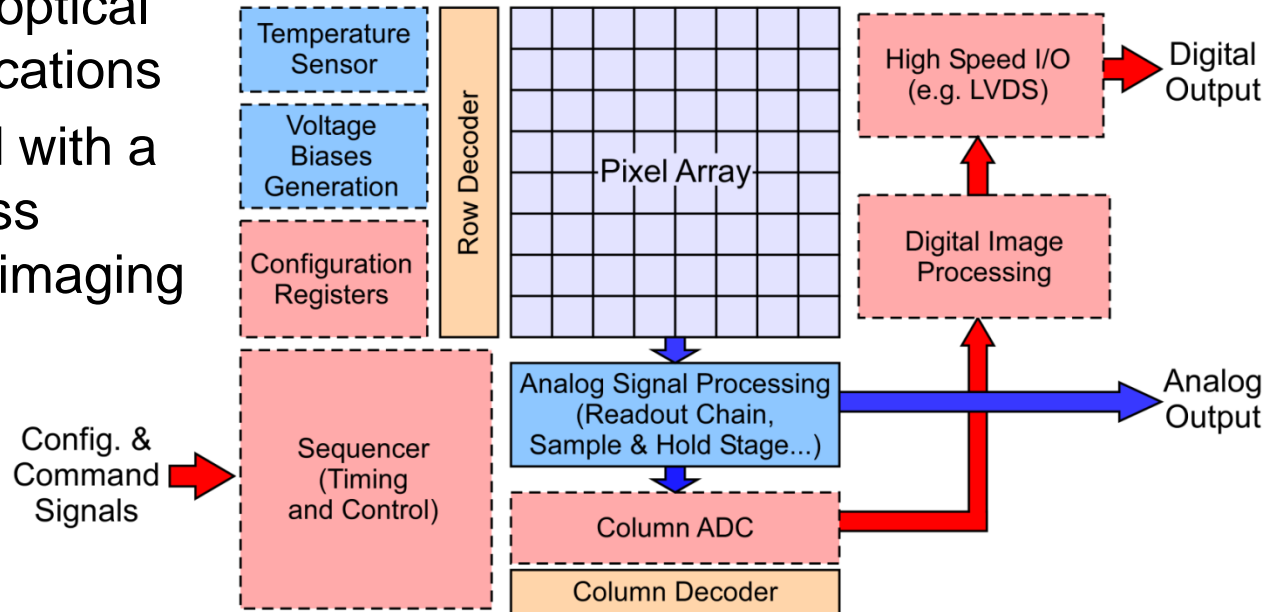 optical
cations
with a
ss
imaging
Temperature
Sensor
Voltage
Biases
Generation
Configuration
Registers
Row Decoder
Pixel Array
High Speed I/O
(e.g. LVDS)
Digital
Output
Digital Image
Processing
Analog Signal Processing
(Readout Chain,
Sample & Hold Stage...)
Analog
Output
Config. &
Command
Signals
Sequencer
(Timing
and Control)
Column ADC
Column Decoder